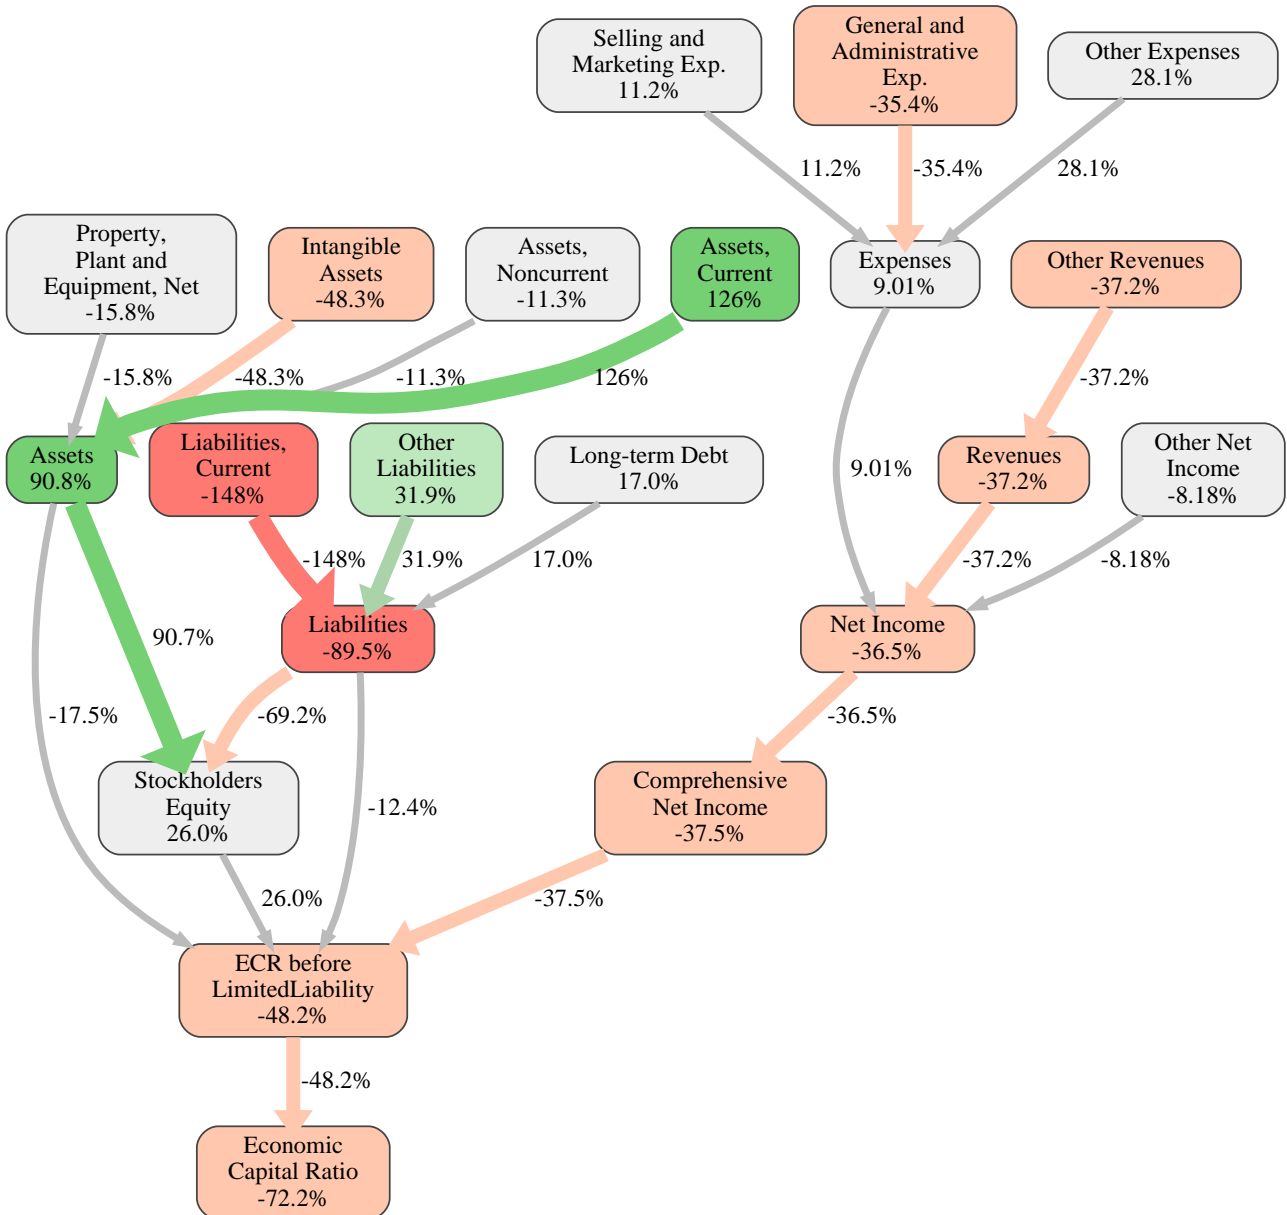 Selling and
Marketing Exp.
11.2%
General and
Administrative
Exp.
-35.4%
Other Expenses
28.1%
11.2%
-35.4%
28.1%
Property,
Plant and
Equipment, Net
-15.8%
Intangible
Assets
-48.3%
Assets,
Noncurrent
-11.3%
Assets,
Current
126%
Expenses
9.01%
Other Revenues
-37.2%
-15.8%
-48.3%
-11.3%
126%
-37.2%
Assets
90.8%
Liabilities,
Current
-148%
Other
Liabilities
31.9%
Long-term Debt
17.0%
9.01%
Revenues
-37.2%
Other Net
Income
-8.18%
-148%
31.9%
17.0%
-37.2%
-8.18%
90.7%
Liabilities
-89.5%
Net Income
-36.5%
-17.5%
-69.2%
-36.5%
Stockholders
Equity
26.0%
-12.4%
Comprehensive
Net Income
-37.5%
26.0%
-37.5%
ECR before
LimitedLiability
-48.2%
-48.2%
Economic
Capital Ratio
-72.2%